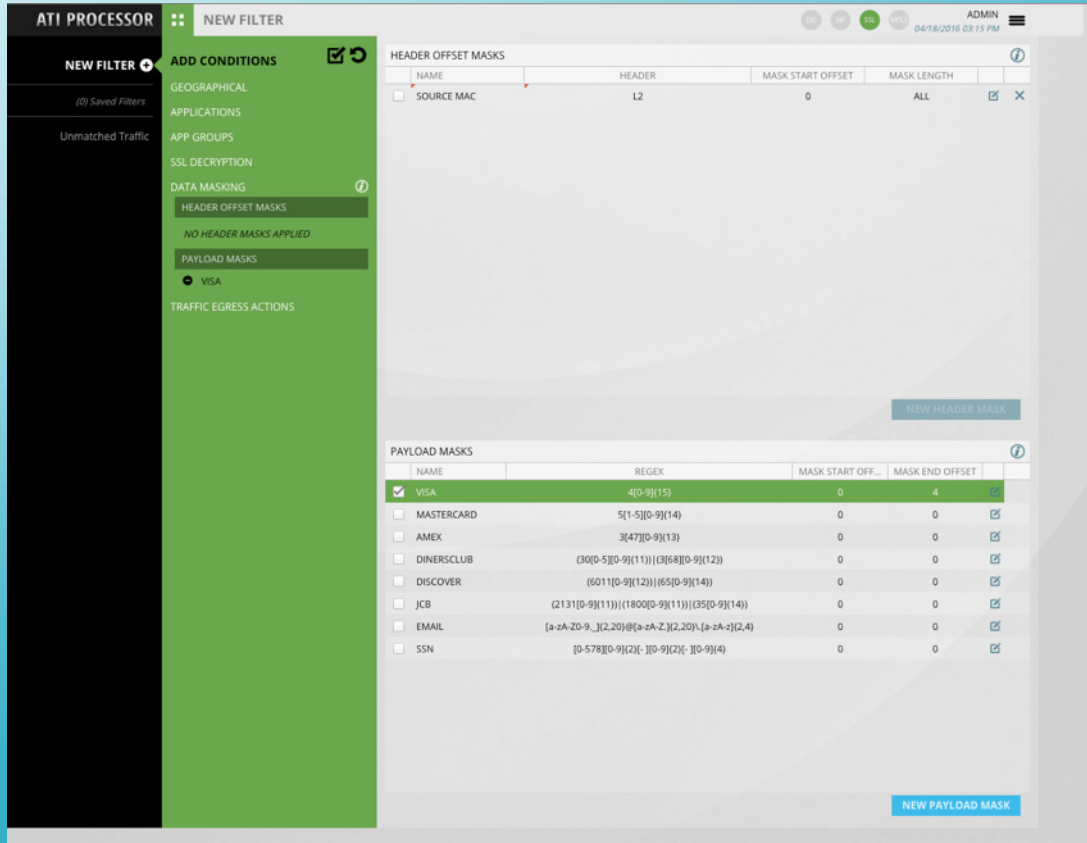 ATI PROCESSOR NEW FILTER DD HP SSL MPLS ADMIN
04/18/2016 03:15 PM
NEW FILTER
(0) Saved Filters
Unmatched Traffic
ADD CONDITIONS
GEOGRAPHICAL
APPLICATIONS
APP GROUPS
SSL DECRYPTION
DATA MASKING
HEADER OFFSET MASKS
NO HEADER MASKS APPLIED
PAYLOAD MASKS
VISA
TRAFFIC EGRESS ACTIONS
HEADER OFFSET MASKS
NAME HEADER MASK START OFFSET MASK LENGTH
SOURCE MAC L2 0 ALL
NEW HEADER MASK
PAYLOAD MASKS
NAME REGEX MASK START OFF... MASK END OFFSET
VISA 4[0-9]{15} 0 4
MASTERCARD 5[1-5][0-9]{14} 0 0
AMEX 3[47][0-9]{13} 0 0
DINERSCLUB (30[0-5][0-9]{11})|(3[68][0-9]{12}) 0 0
DISCOVER (6011[0-9]{12})|(65[0-9]{14}) 0 0
JCB (2131[0-9]{11})|(1800[0-9]{11})|(35[0-9]{14}) 0 0
EMAIL [a-zA-Z0-9._]{2,20}@[a-zA-Z.]{2,20}\.[a-zA-z]{2,4} 0 0
SSN [0-578][0-9]{2}[- ][0-9]{2}[- ][0-9]{4} 0 0
NEW PAYLOAD MASK